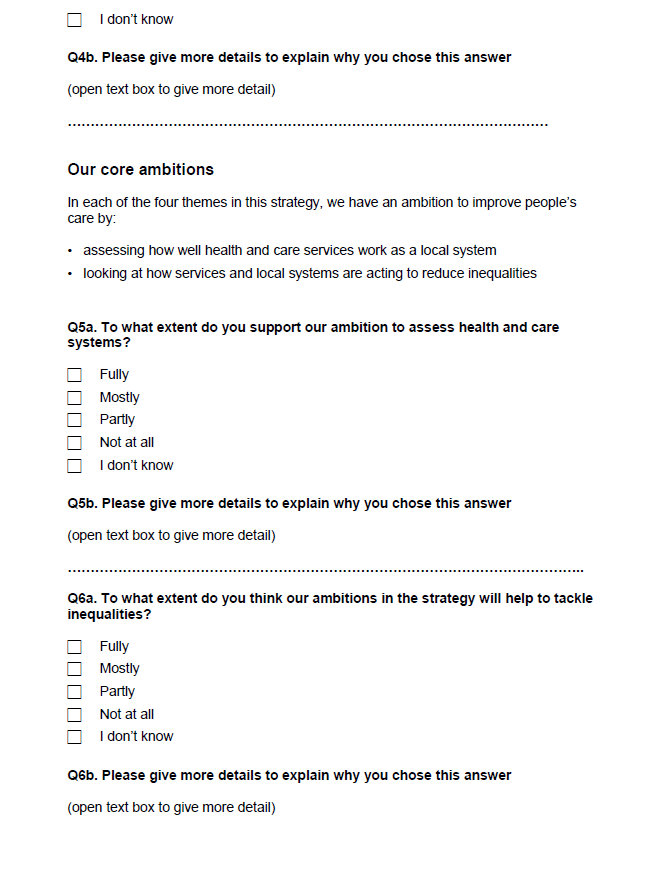 I don’t know
Q4b. Please give more details to explain why you chose this answer
(open text box to give more detail)
……………………………………………………………………………………………
Our core ambitions
In each of the four themes in this strategy, we have an ambition to improve people’s
care by:
• assessing how well health and care services work as a local system
• looking at how services and local systems are acting to reduce inequalities
Q5a. To what extent do you support our ambition to assess health and care
systems?
Fully
Mostly
Partly
Not at all
I don’t know
Q5b. Please give more details to explain why you chose this answer
(open text box to give more detail)
…………………………………………………………………………………………………..
Q6a. To what extent do you think our ambitions in the strategy will help to tackle
inequalities?
Fully
Mostly
Partly
Not at all
I don’t know
Q6b. Please give more details to explain why you chose this answer
(open text box to give more detail)